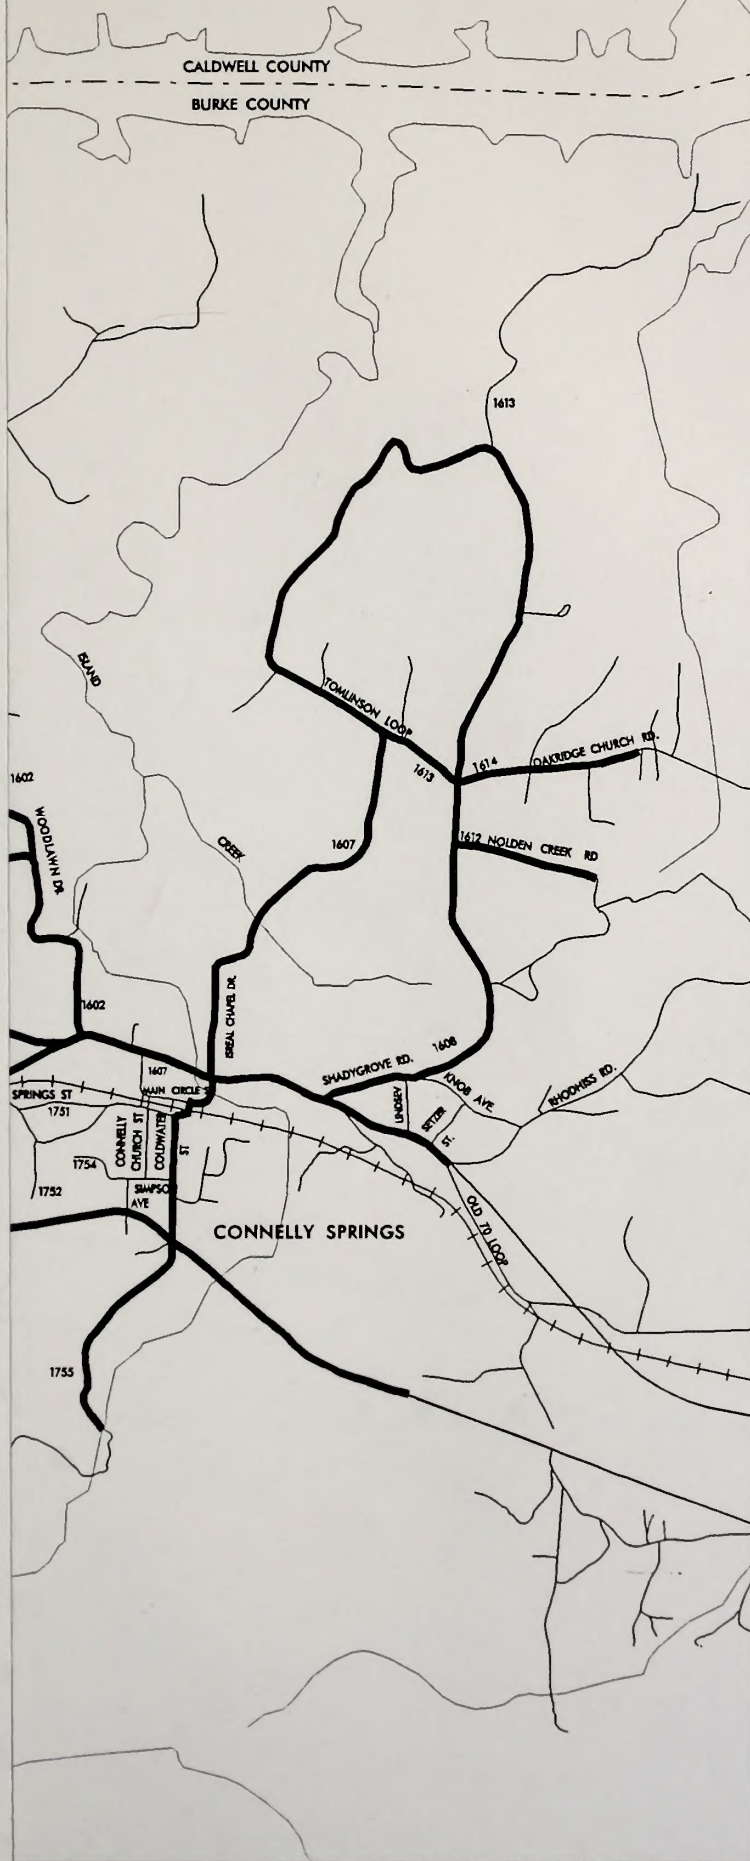 CALDWELL COUNTY
BURKE COUNTY
1613
ISLAND
TOMLINSON LOOP
1613
1614
OAKRIDGE CHURCH RD.
1602
WOODLAWN DR.
CREEK
1607
1612 NOLDEN CREEK RD
1602
ISREAL CHAPEL DR.
1607
SHADYGROVE RD.
1608
KNOB AVE.
RHODHISS RD.
MAIN CIRCLE S
SPRINGS ST
1751
LINDSEY
SETZER
ST.
CONNELLY
CHURCH ST
COLDWATER
ST
1754
1752
SIMPSO
AVE
CONNELLY SPRINGS
OLD 70 LOOP
1755